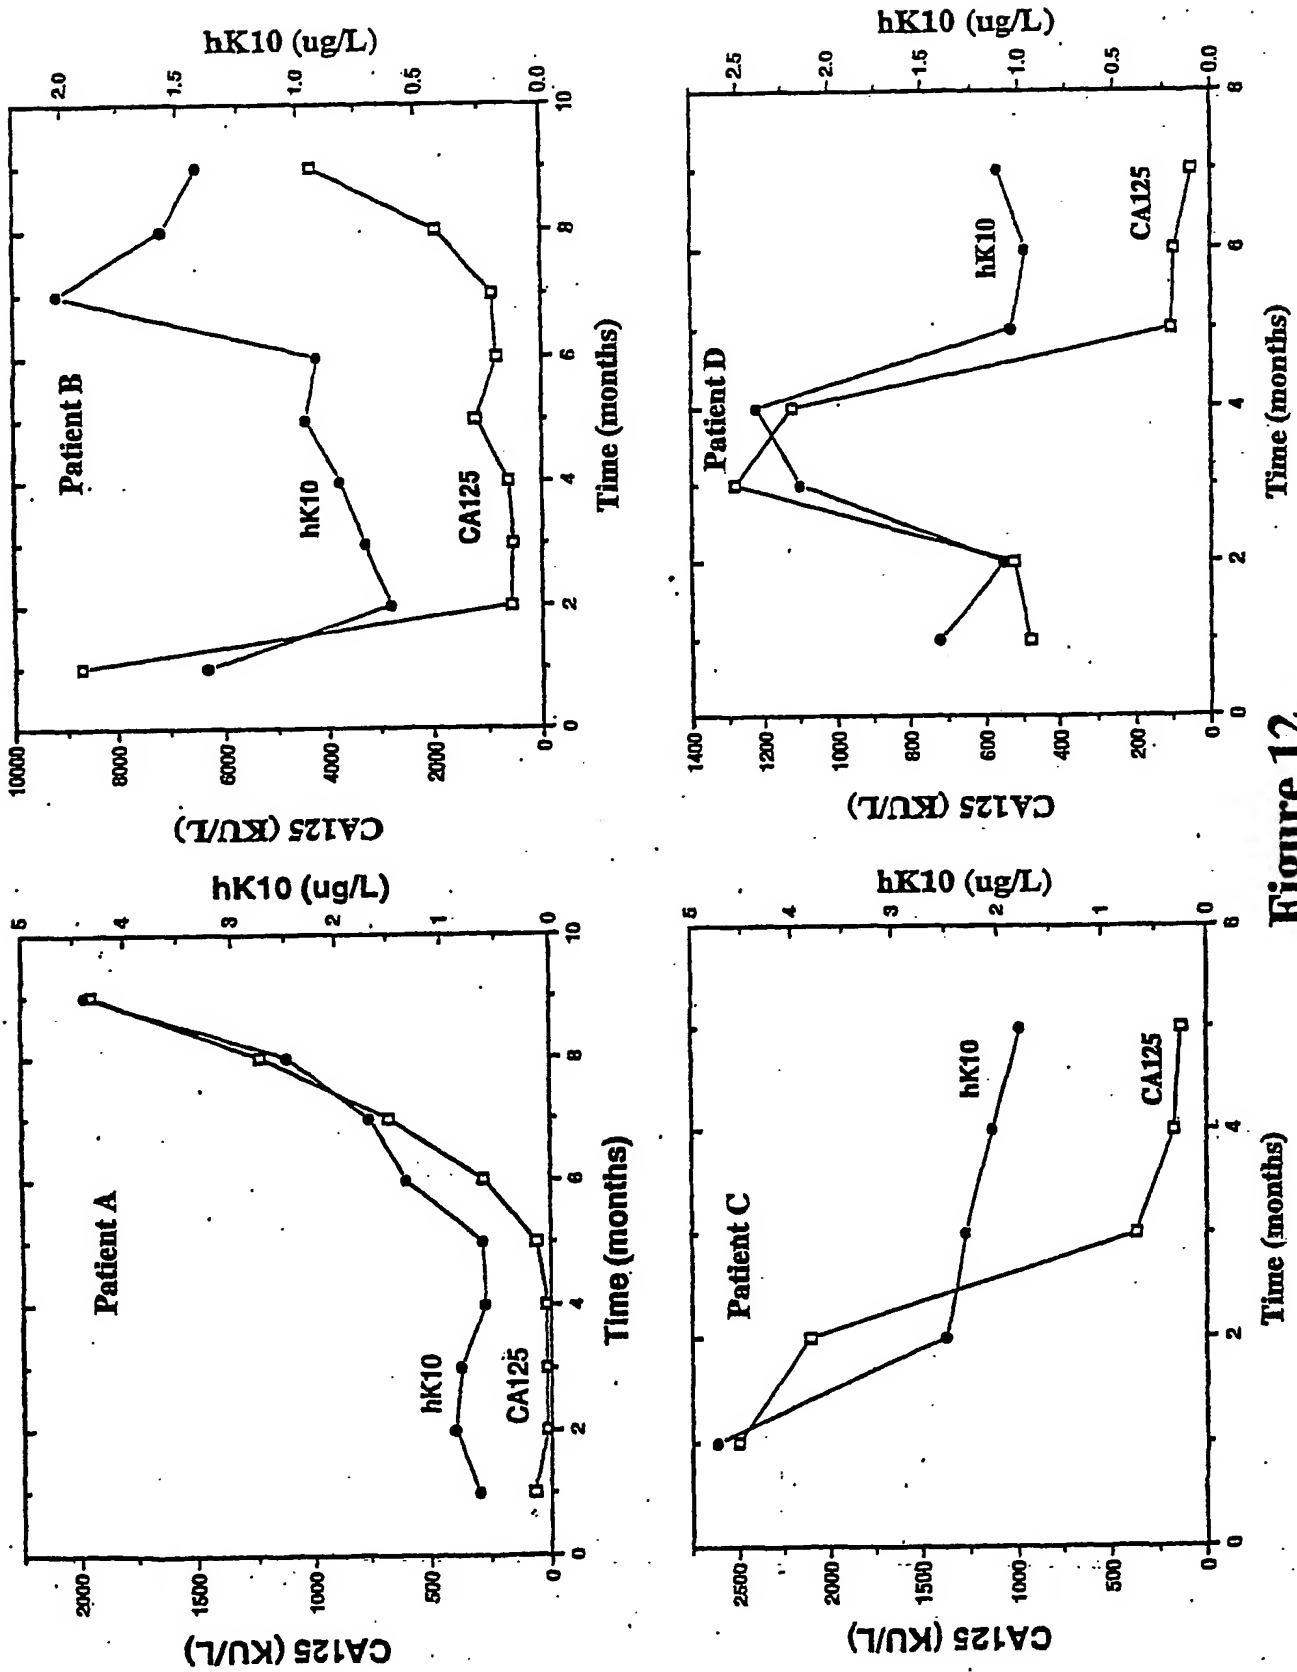 Patient A
hK10
CA125
CA125 (KU/L)
2000
1500
1000
500
0
hK10 (ug/L)
5
4
3
2
1
0
0
2
4
6
8
10
Time (months)
Patient B
hK10
CA125
CA125 (KU/L)
10000
8000
6000
4000
2000
0
hK10 (ug/L)
2.0
1.5
1.0
0.5
0.0
0
2
4
6
8
10
Time (months)
Patient C
hK10
CA125
CA125 (KU/L)
2500
1500
1000
500
0
hK10 (ug/L)
5
4
3
2
1
0
0
2
4
6
Time (months)
Patient D
hK10
CA125
CA125 (KU/L)
1400
1200
1000
800
600
400
200
0
hK10 (ug/L)
2.5
2.0
1.5
1.0
0.5
0.0
0
2
4
6
8
Time (months)
Figure 12